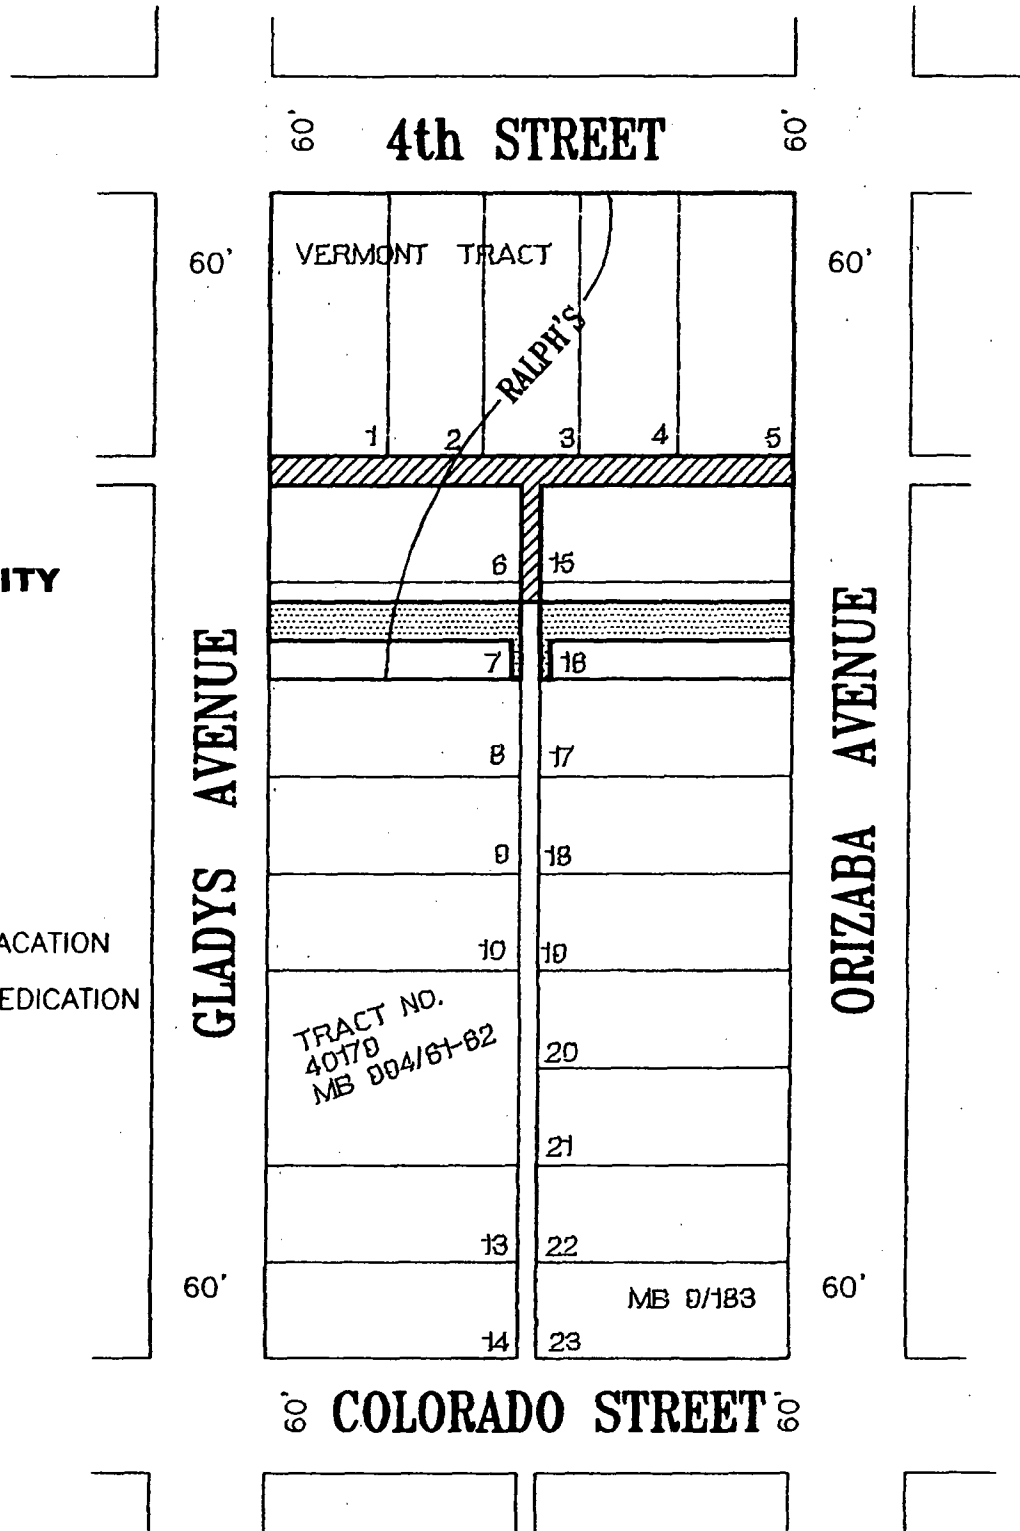 60'
4th STREET
60'
60'
VERMONT TRACT
60'
RALPH'S
1
2
3
4
5
6
15
ITY
7
16
GLADYS AVENUE
ORIZABA AVENUE
8
17
9
18
ACATION
10
19
EDICATION
TRACT NO.
40179
MB 994/61-62
20
21
13
22
60'
MB 9/183
60'
14
23
60'
COLORADO STREET
60'